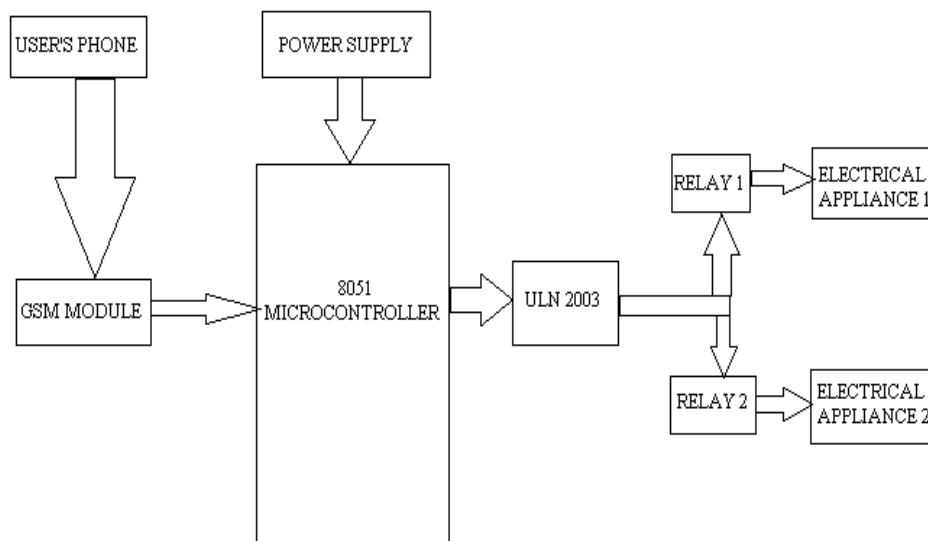 USER'S PHONE
POWER SUPPLY
RELAY 1
ELECTRICAL
APPLIANCE 1
GSM MODULE
8051
MICROCONTROLLER
ULN 2003
RELAY 2
ELECTRICAL
APPLIANCE 2